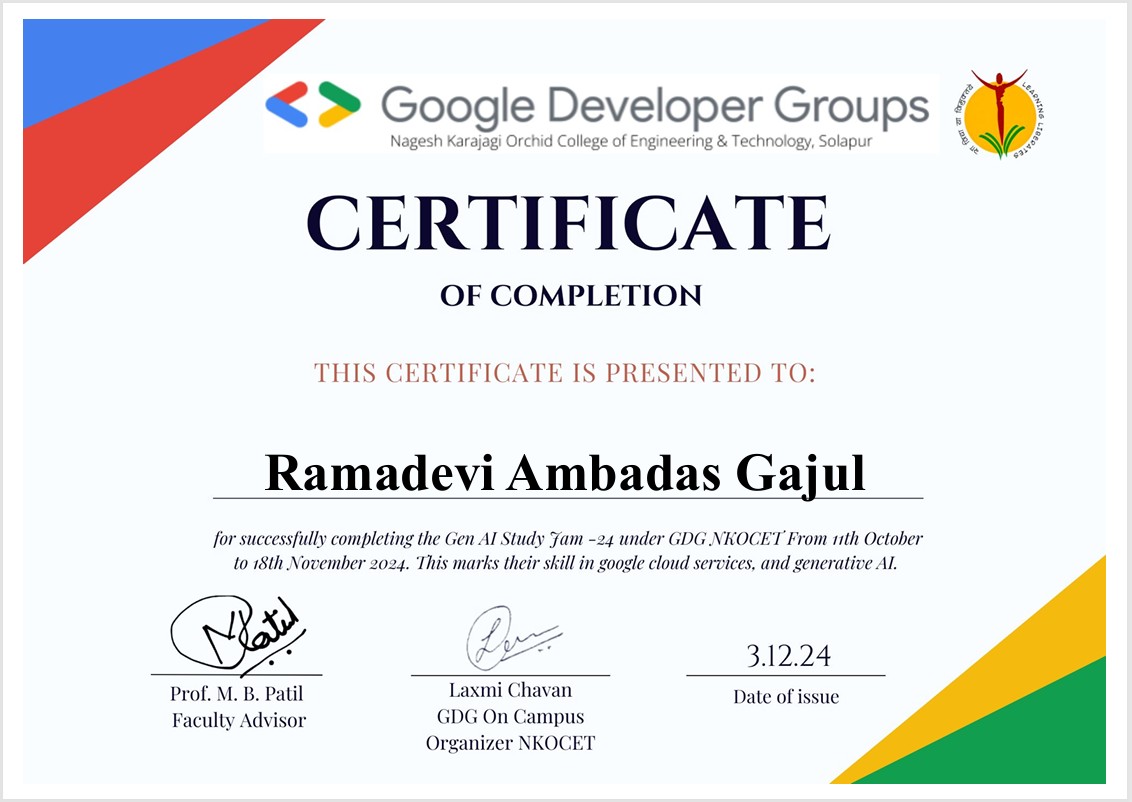 Google Developer Groups
Nagesh Karajagi Orchid College of Engineering & Technology, Solapur
सा विद्या या विमुक्तये
LEARNING LIBERATES
CERTIFICATE
OF COMPLETION
THIS CERTIFICATE IS PRESENTED TO:
Ramadevi Ambadas Gajul
for successfully completing the Gen AI Study Jam -24 under GDG NKOCET From 11th October
to 18th November 2024. This marks their skill in google cloud services, and generative AI.
Prof. M. B. Patil
Faculty Advisor
Laxmi Chavan
GDG On Campus
Organizer NKOCET
3.12.24
Date of issue